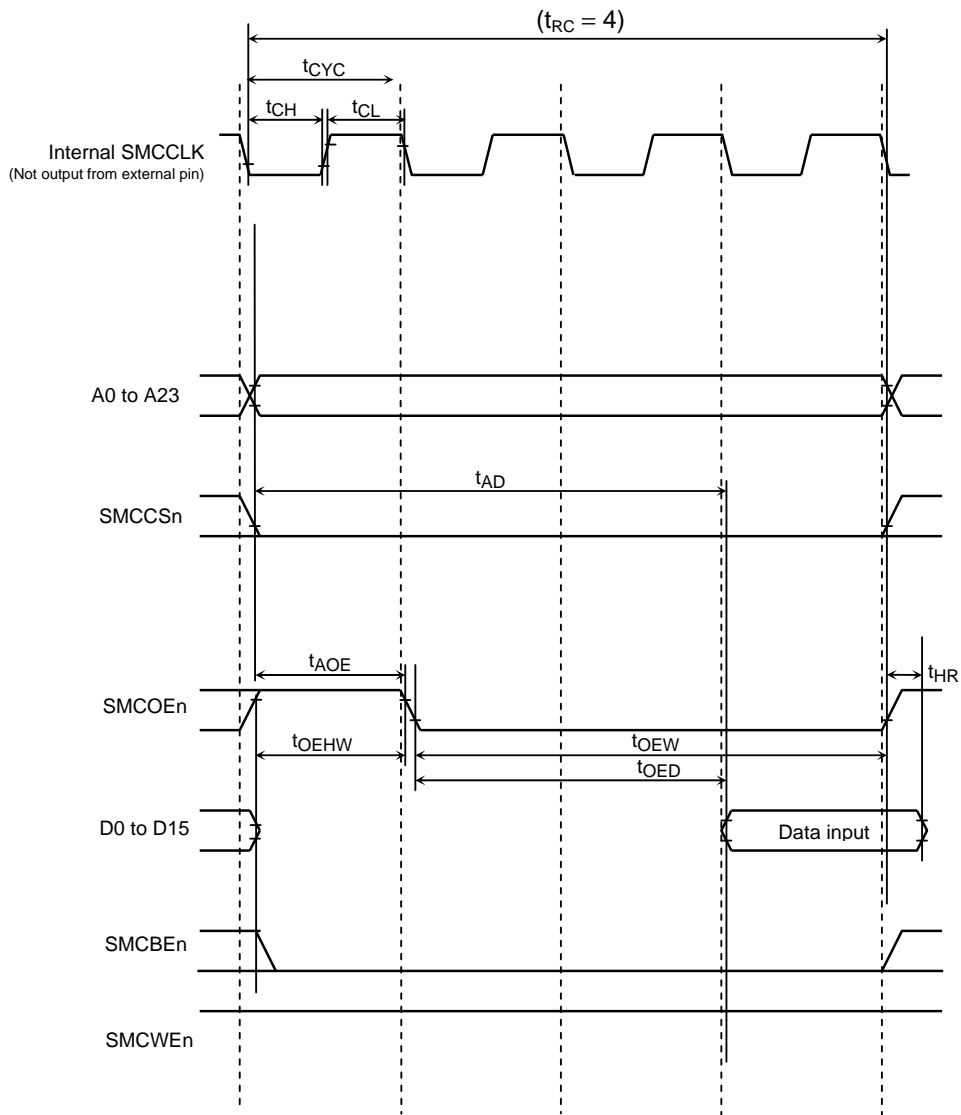 (tRC = 4)
tCYC
tCH
tCL
Internal SMCCLK
(Not output from external pin)
A0 to A23
tAD
SMCCSn
tAOE
tHR
SMCOEn
tOEHW
tOEW
tOED
D0 to D15
Data input
SMCBEn
SMCWEn